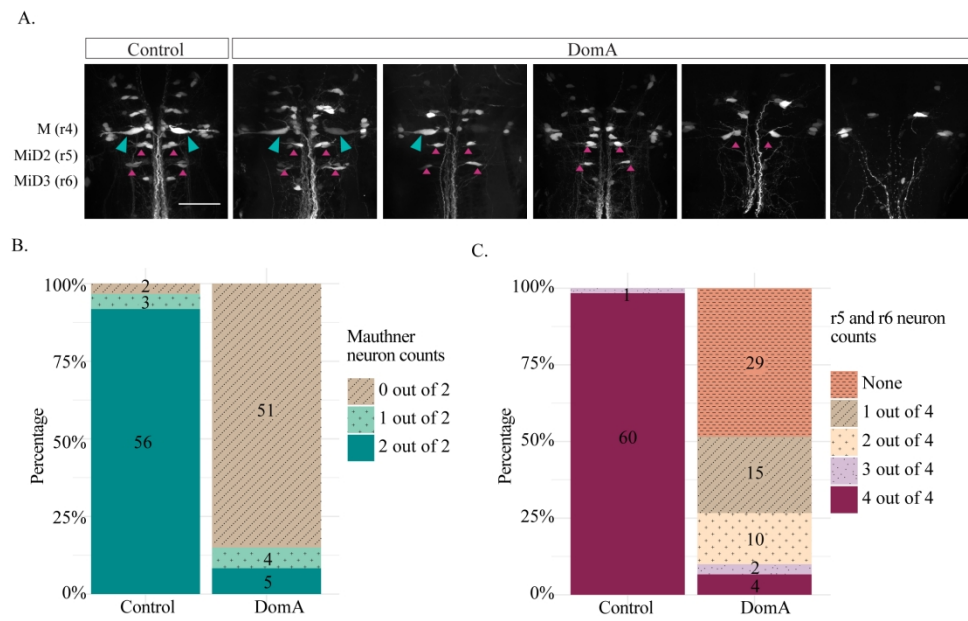 A.
Control
DomA
M (r4)
MiD2 (r5)
MiD3 (r6)
B.
100%
75%
50%
25%
0%
Percentage
2
3
56
51
4
5
Control
DomA
Mauthner
neuron counts
0 out of 2
1 out of 2
2 out of 2
C.
100%
75%
50%
25%
0%
Percentage
1
60
29
15
10
2
4
Control
DomA
r5 and r6 neuron
counts
None
1 out of 4
2 out of 4
3 out of 4
4 out of 4